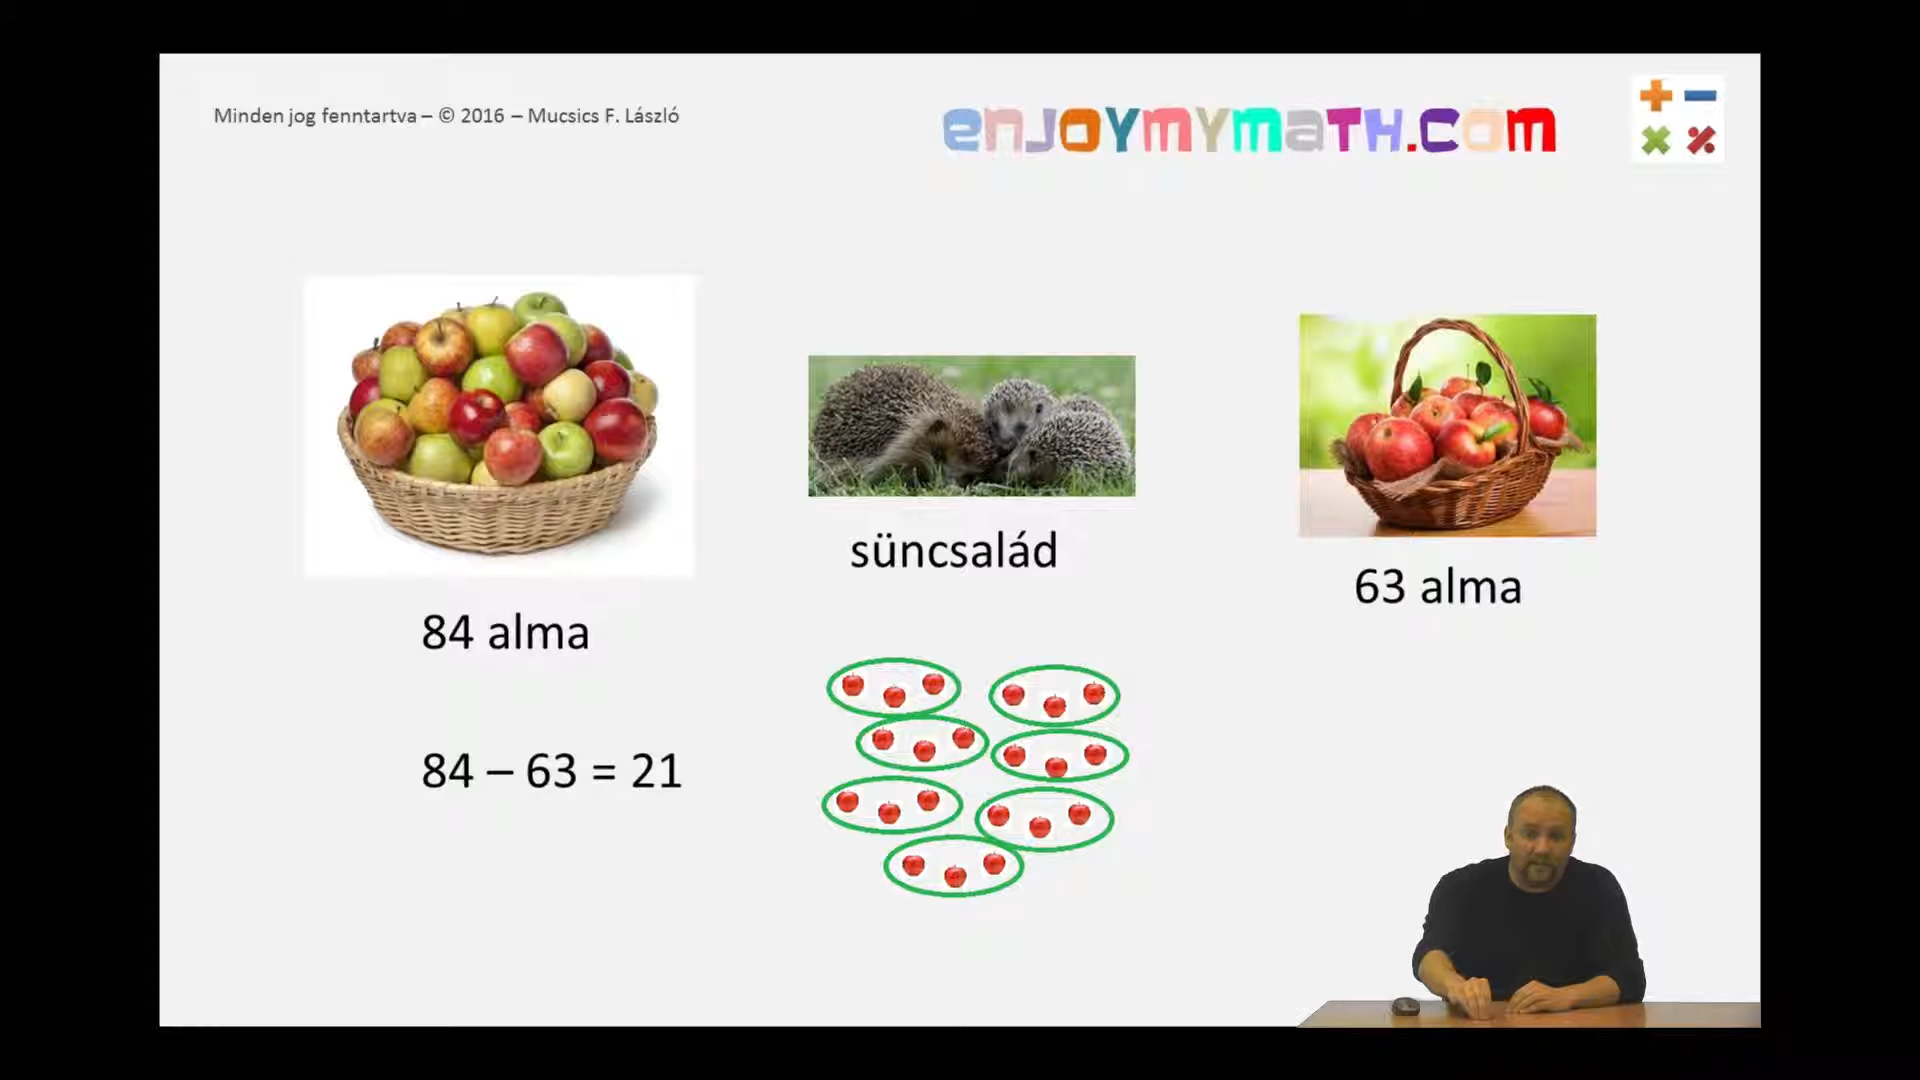 Minden jog fenntartva – © 2016 – Mucsics F. László
enjoymymath.com
süncsalád
63 alma
84 alma
84 – 63 = 21